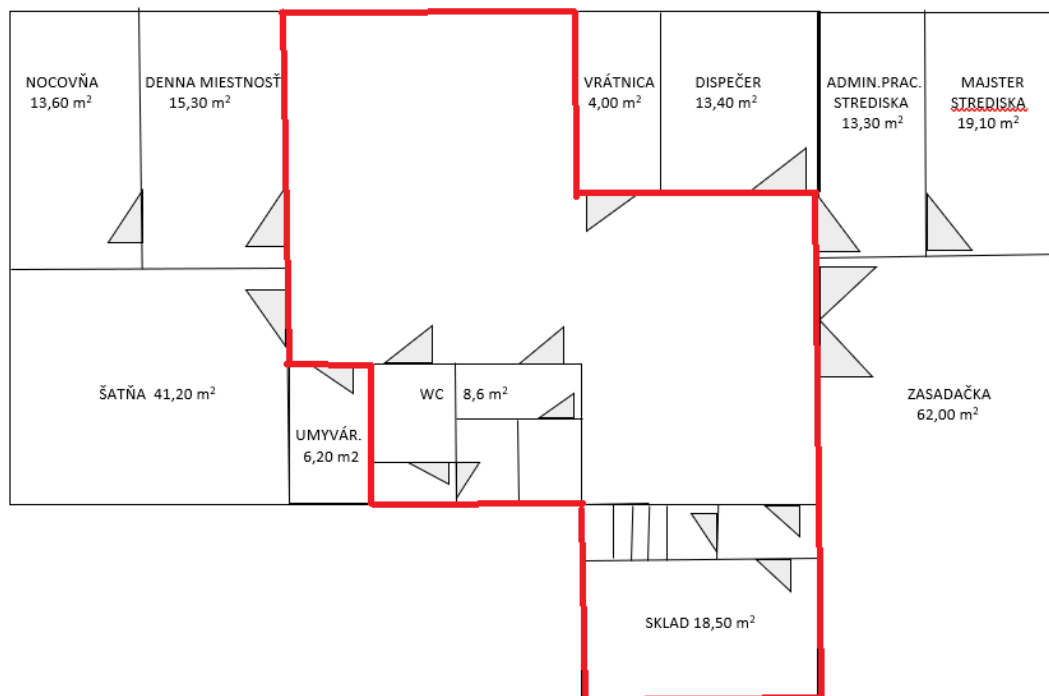 NOCOVŇA
13,60 m²
DENNA MIESTNOSŤ
15,30 m²
VRÁTNICA
4,00 m²
DISPEČER
13,40 m²
ADMIN.PRAC.
STREDISKA
13,30 m²
MAJSTER
STREDISKA
19,10 m²
ŠATŇA 41,20 m²
UMYVÁR.
6,20 m2
WC 8,6 m²
ZASADAČKA
62,00 m²
SKLAD 18,50 m²